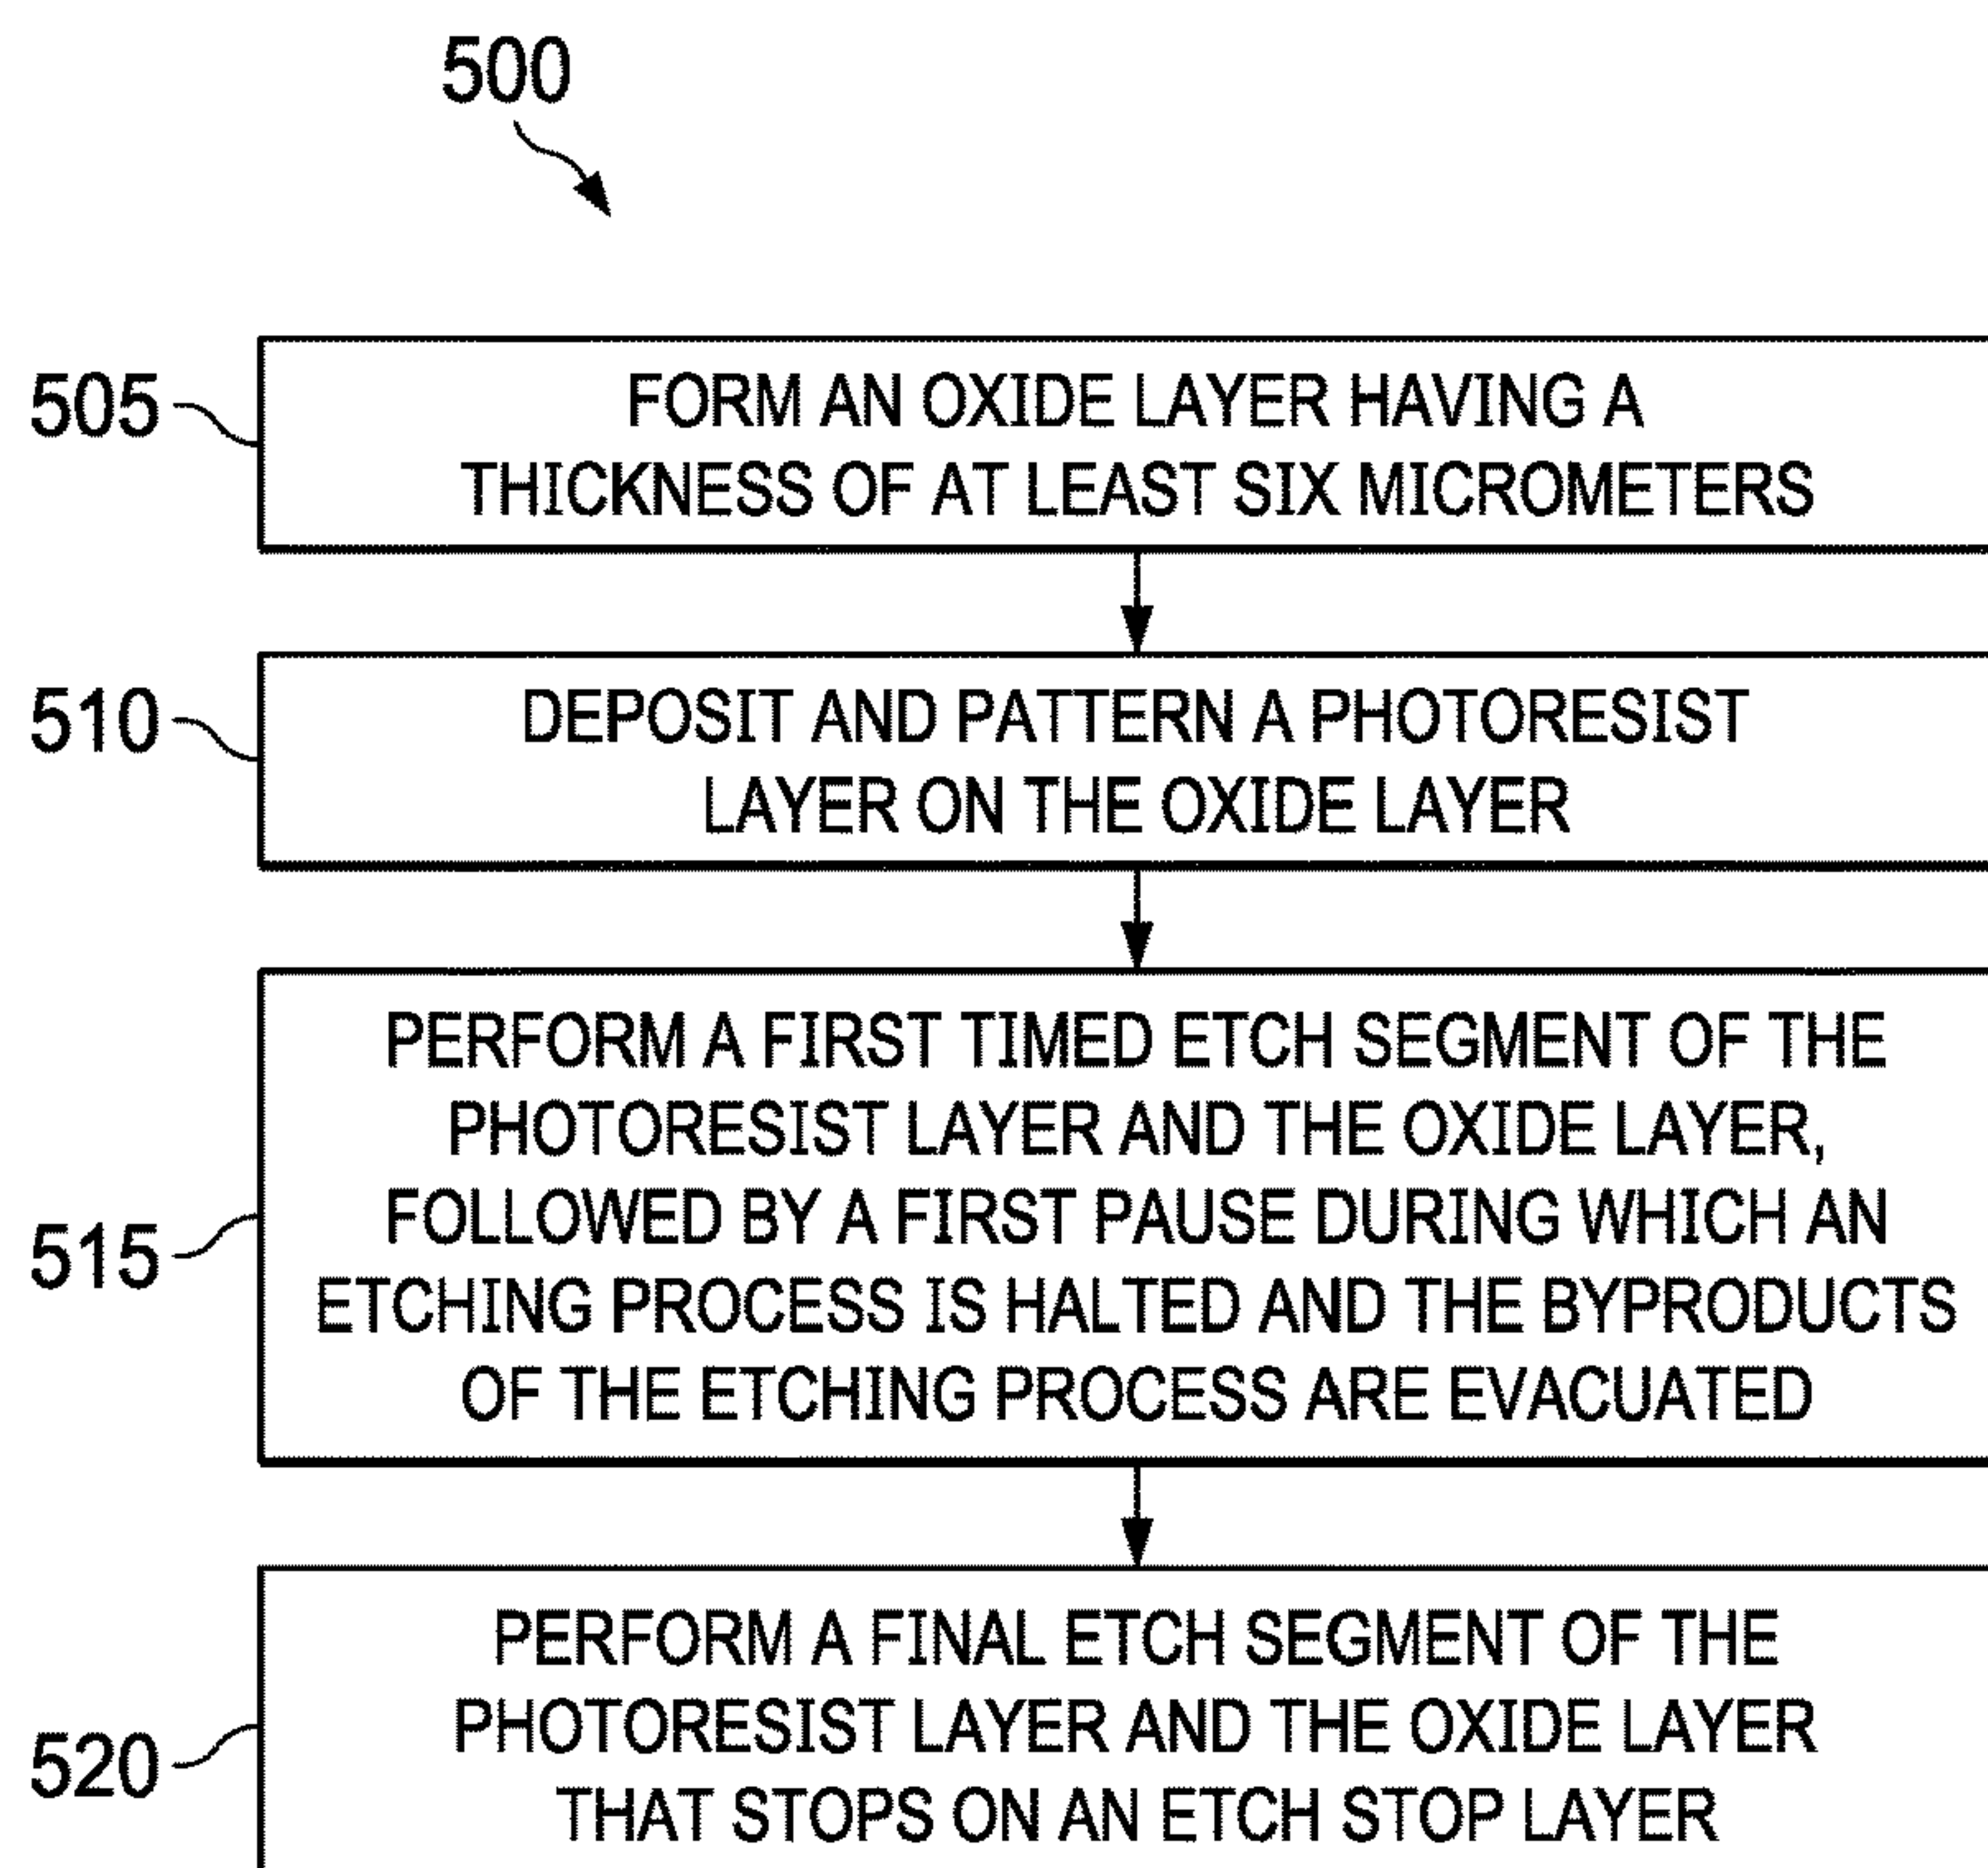 500
505
FORM AN OXIDE LAYER HAVING A
THICKNESS OF AT LEAST SIX MICROMETERS
510
DEPOSIT AND PATTERN A PHOTORESIST
LAYER ON THE OXIDE LAYER
515
PERFORM A FIRST TIMED ETCH SEGMENT OF THE
PHOTORESIST LAYER AND THE OXIDE LAYER,
FOLLOWED BY A FIRST PAUSE DURING WHICH AN
ETCHING PROCESS IS HALTED AND THE BYPRODUCTS
OF THE ETCHING PROCESS ARE EVACUATED
520
PERFORM A FINAL ETCH SEGMENT OF THE
PHOTORESIST LAYER AND THE OXIDE LAYER
THAT STOPS ON AN ETCH STOP LAYER